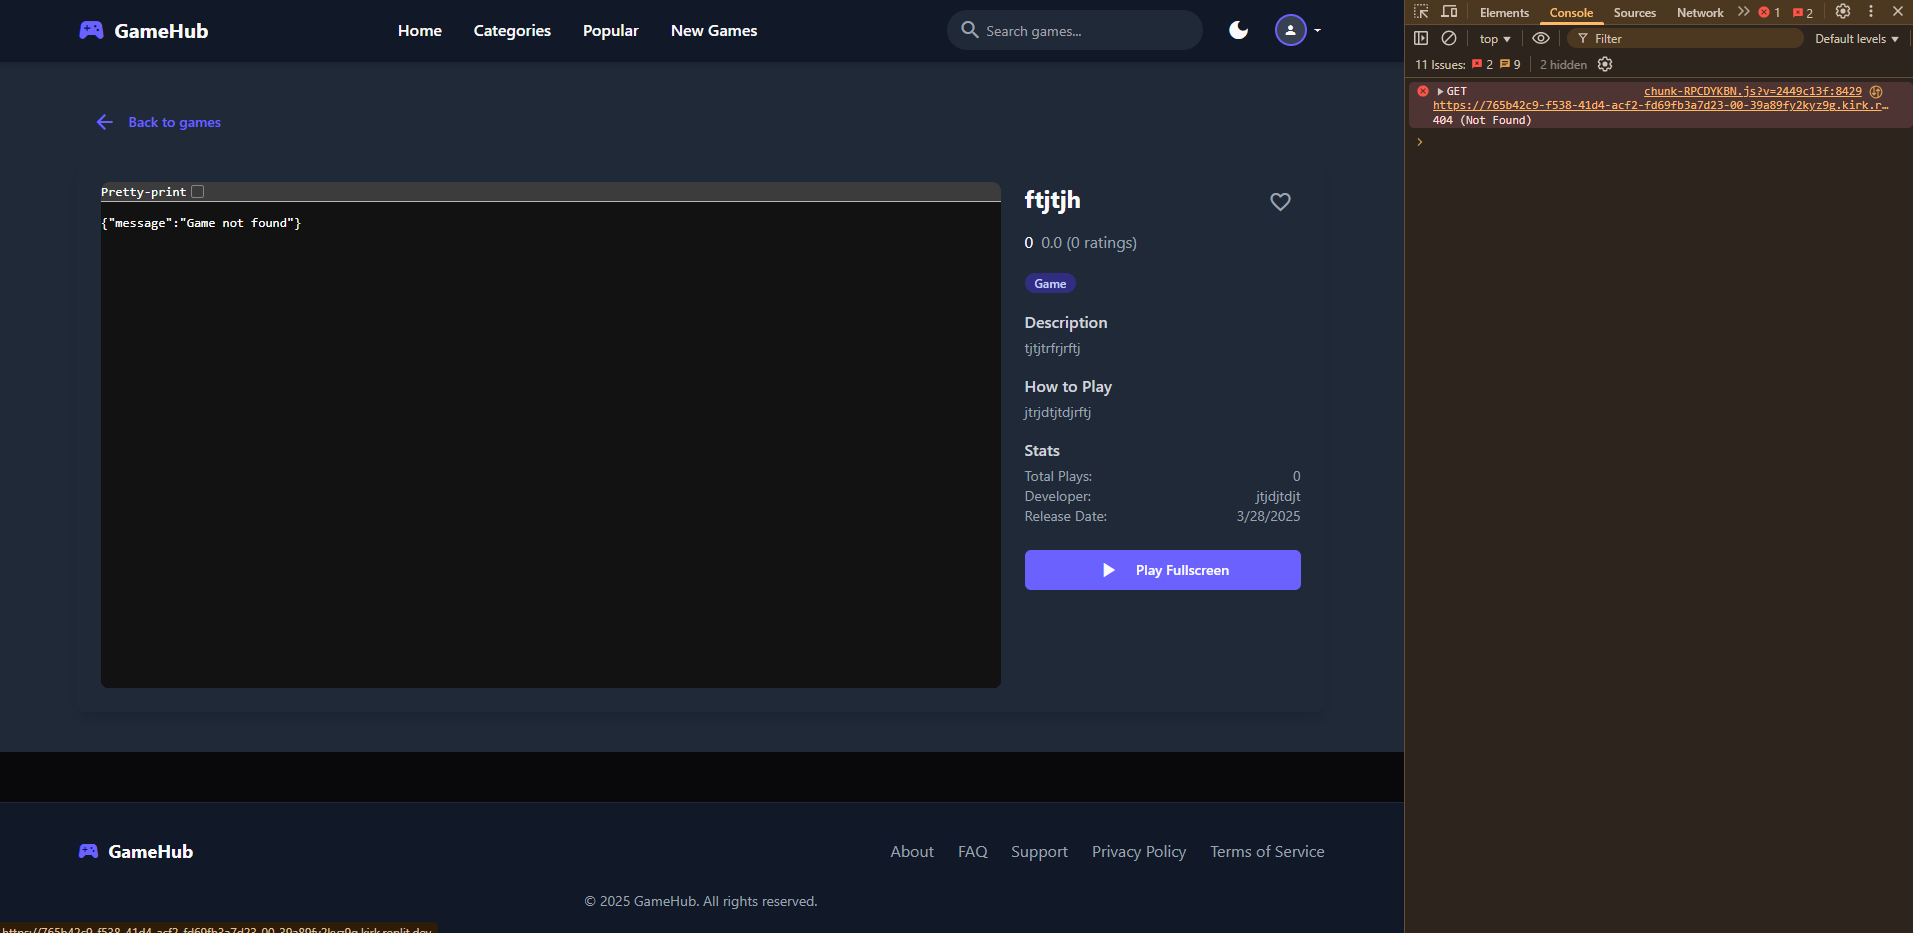 GameHub
Home Categories Popular New Games
Search games...
Back to games
Pretty-print
{"message":"Game not found"}
ftjtjh
0 0.0 (0 ratings)
Game
Description
tjtjtrfrjrftj
How to Play
jtrjdtjtdjrftj
Stats
Total Plays: 0
Developer: jtjdjtdjt
Release Date: 3/28/2025
Play Fullscreen
GameHub
About FAQ Support Privacy Policy Terms of Service
© 2025 GameHub. All rights reserved.
Elements Console Sources Network 1 2
top Filter Default levels
11 Issues: 2 9 2 hidden
GET chunk-RPCDYKBN.js?v=2449c13f:8429
https://765b42c9-f538-41d4-acf2-fd69fb3a7d23-00-39a89fy2kyz9g.kirk.r…
404 (Not Found)
https://765b42c9-f538-41d4-acf2-fd69fb3a7d23-00-39a89fy2kyz9g.kirk.replit.dev